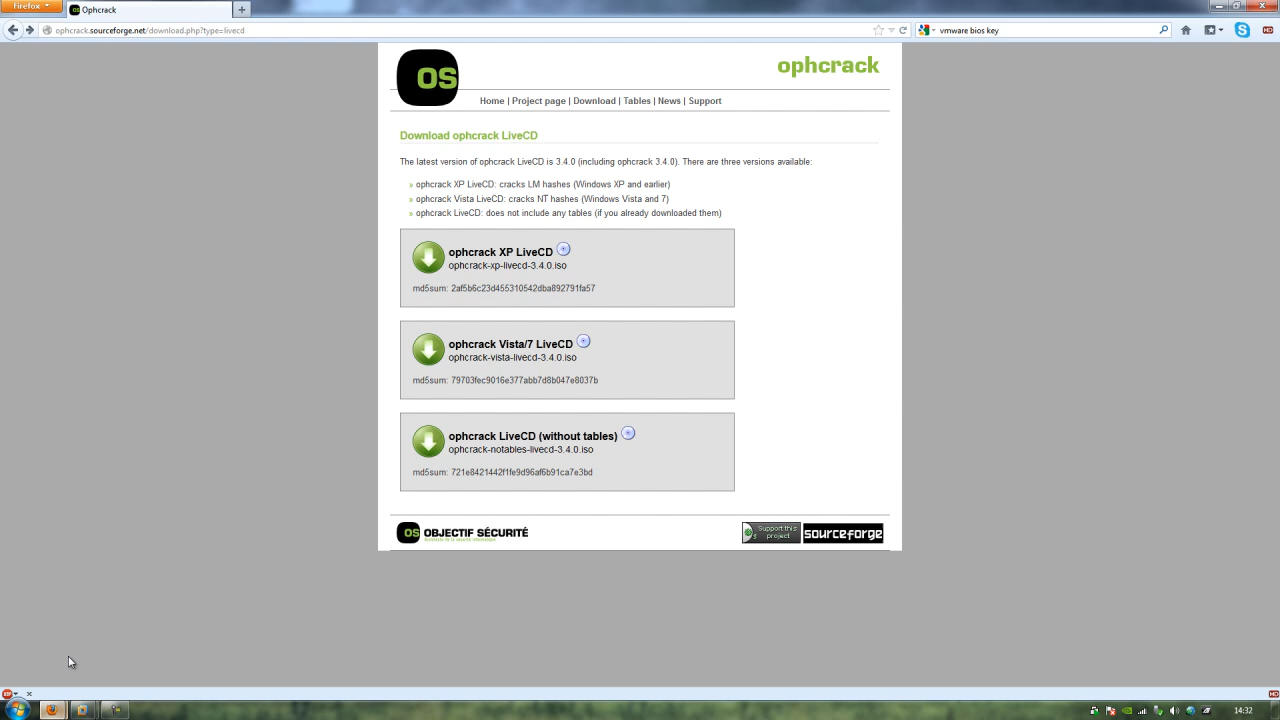 Firefox
Ophcrack
ophcrack.sourceforge.net/download.php?type=livecd
vmware bios key
OS
ophcrack
Home | Project page | Download | Tables | News | Support
Download ophcrack LiveCD
The latest version of ophcrack LiveCD is 3.4.0 (including ophcrack 3.4.0). There are three versions available:
» ophcrack XP LiveCD: cracks LM hashes (Windows XP and earlier)
» ophcrack Vista LiveCD: cracks NT hashes (Windows Vista and 7)
» ophcrack LiveCD: does not include any tables (if you already downloaded them)
ophcrack XP LiveCD
ophcrack-xp-livecd-3.4.0.iso
md5sum: 2af5b6c23d455310542dba892791fa57
ophcrack Vista/7 LiveCD
ophcrack-vista-livecd-3.4.0.iso
md5sum: 79703fec9016e377abb7d8b047e8037b
ophcrack LiveCD (without tables)
ophcrack-notables-livecd-3.4.0.iso
md5sum: 721e8421442f1fe9d96af6b91ca7e3bd
OS OBJECTIF SÉCURITÉ
Support this
project
sourceforge
ABP
14:32